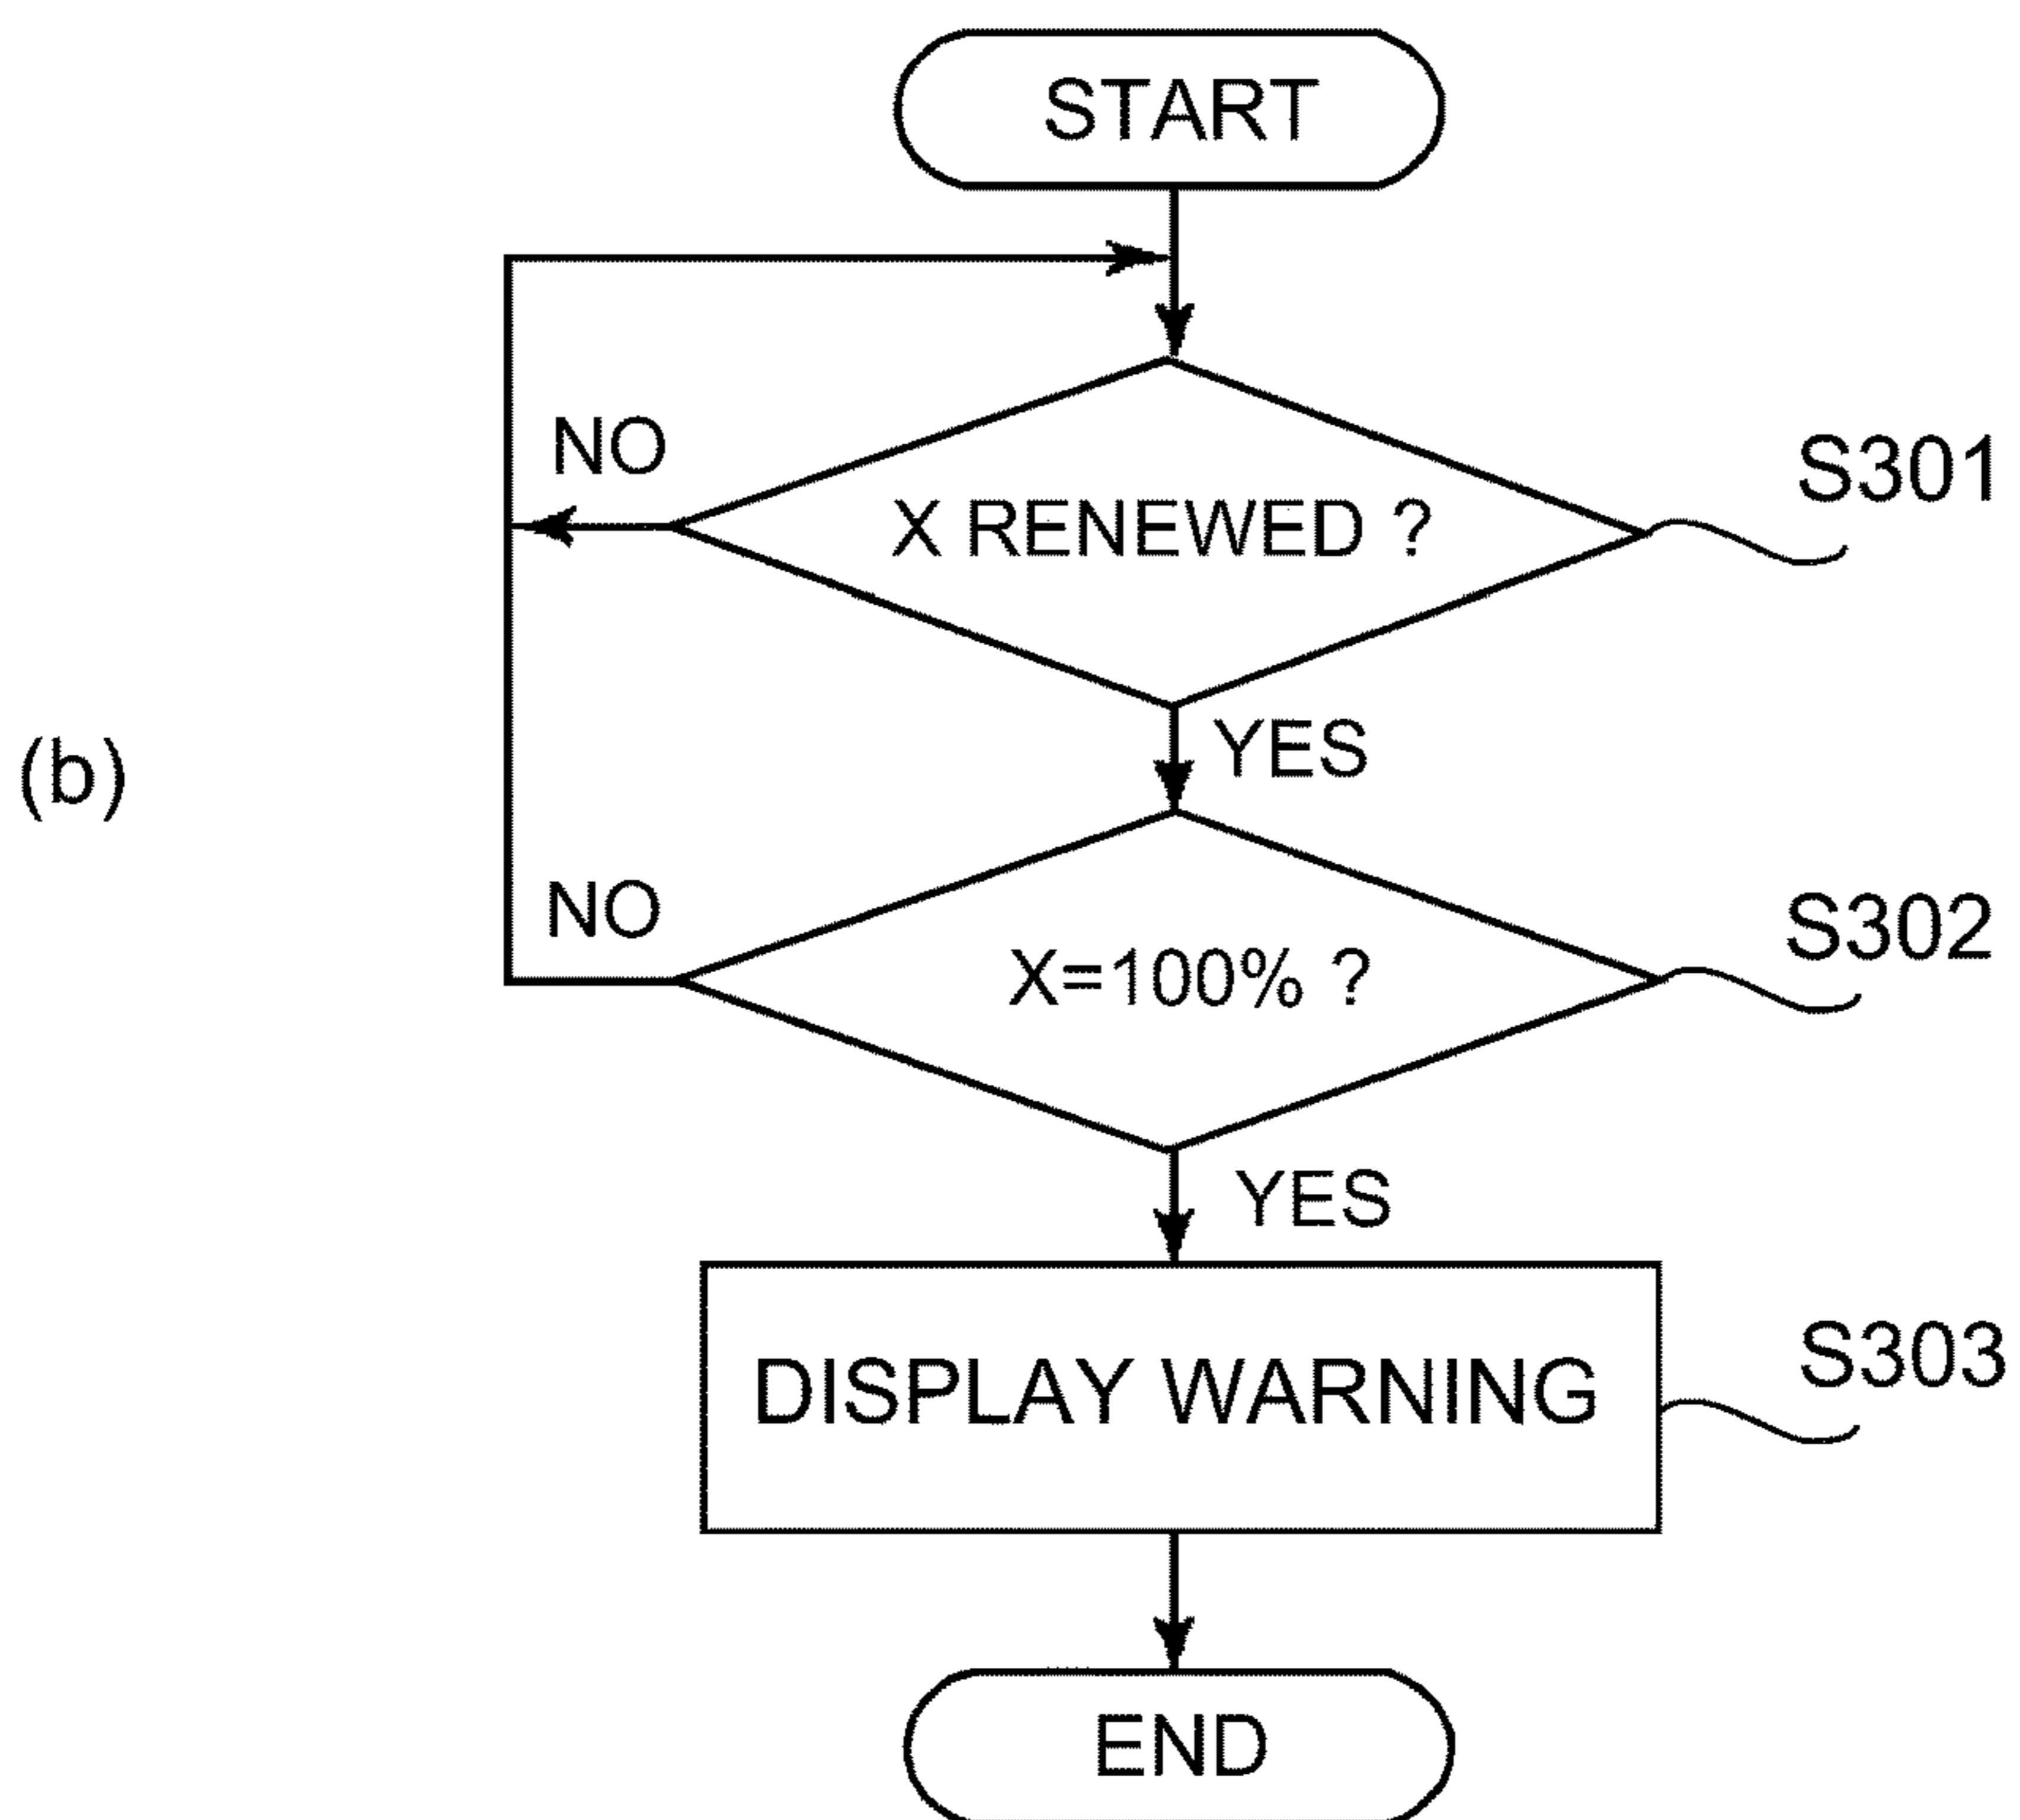 START
NO
X RENEWED ?
S301
YES
(b)
NO
X=100% ?
S302
YES
DISPLAY WARNING
S303
END